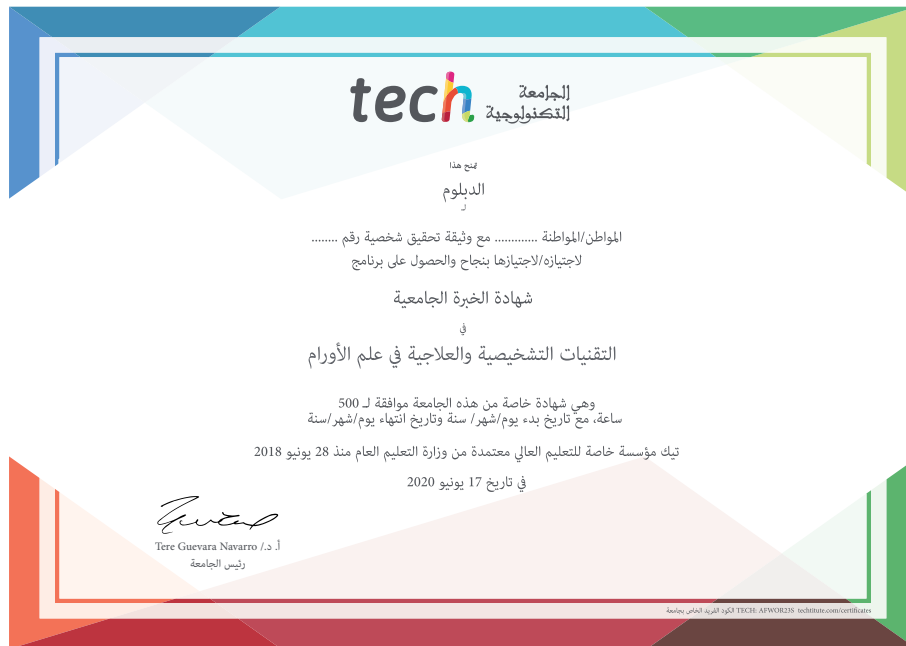 tech الجامعة
التكنولوجية
يمنح هذا
الدبلوم
لـ
المواطن/المواطنة ............. مع وثيقة تحقيق شخصية رقم ........
لاجتيازه/لاجتيازها بنجاح والحصول على برنامج
شهادة الخبرة الجامعية
في
التقنيات التشخيصية والعلاجية في علم الأورام
وهي شهادة خاصة من هذه الجامعة موافقة لـ 500
ساعة، مع تاريخ بدء يوم/شهر/ سنة وتاريخ انتهاء يوم/شهر/سنة
تيك مؤسسة خاصة للتعليم العالي معتمدة من وزارة التعليم العام منذ 28 يونيو 2018
في تاريخ 17 يونيو 2020
أ. د./ Tere Guevara Navarro
رئيس الجامعة
الكود الفريد الخاص بجامعة TECH: AFWOR23S techtitute.com/certificates